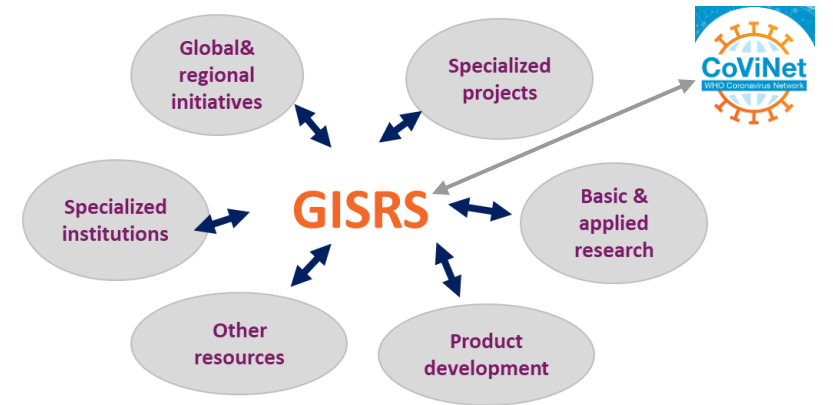 Global&
regional
initiatives
Specialized
projects
CoViNet
WHO Coronavirus Network
Specialized
institutions
GISRS
Basic &
applied
research
Other
resources
Product
development